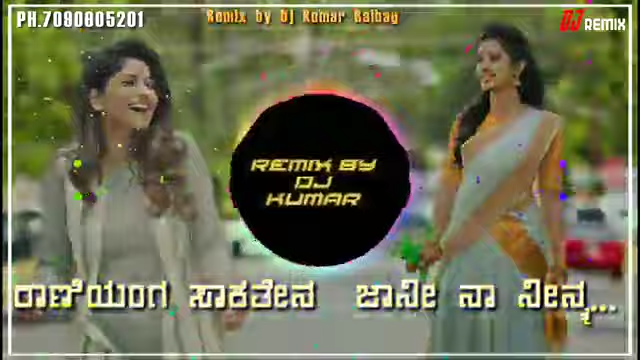 PH.7090805201
Remix by Dj Kumar Raibag
DJ REMIX
REMIX BY
DJ
KUMAR
ರಾಣಿಯಂಗ ಸಾಕತೇನ ಜಾನೀ ನಾ ನೀನ್ನ...